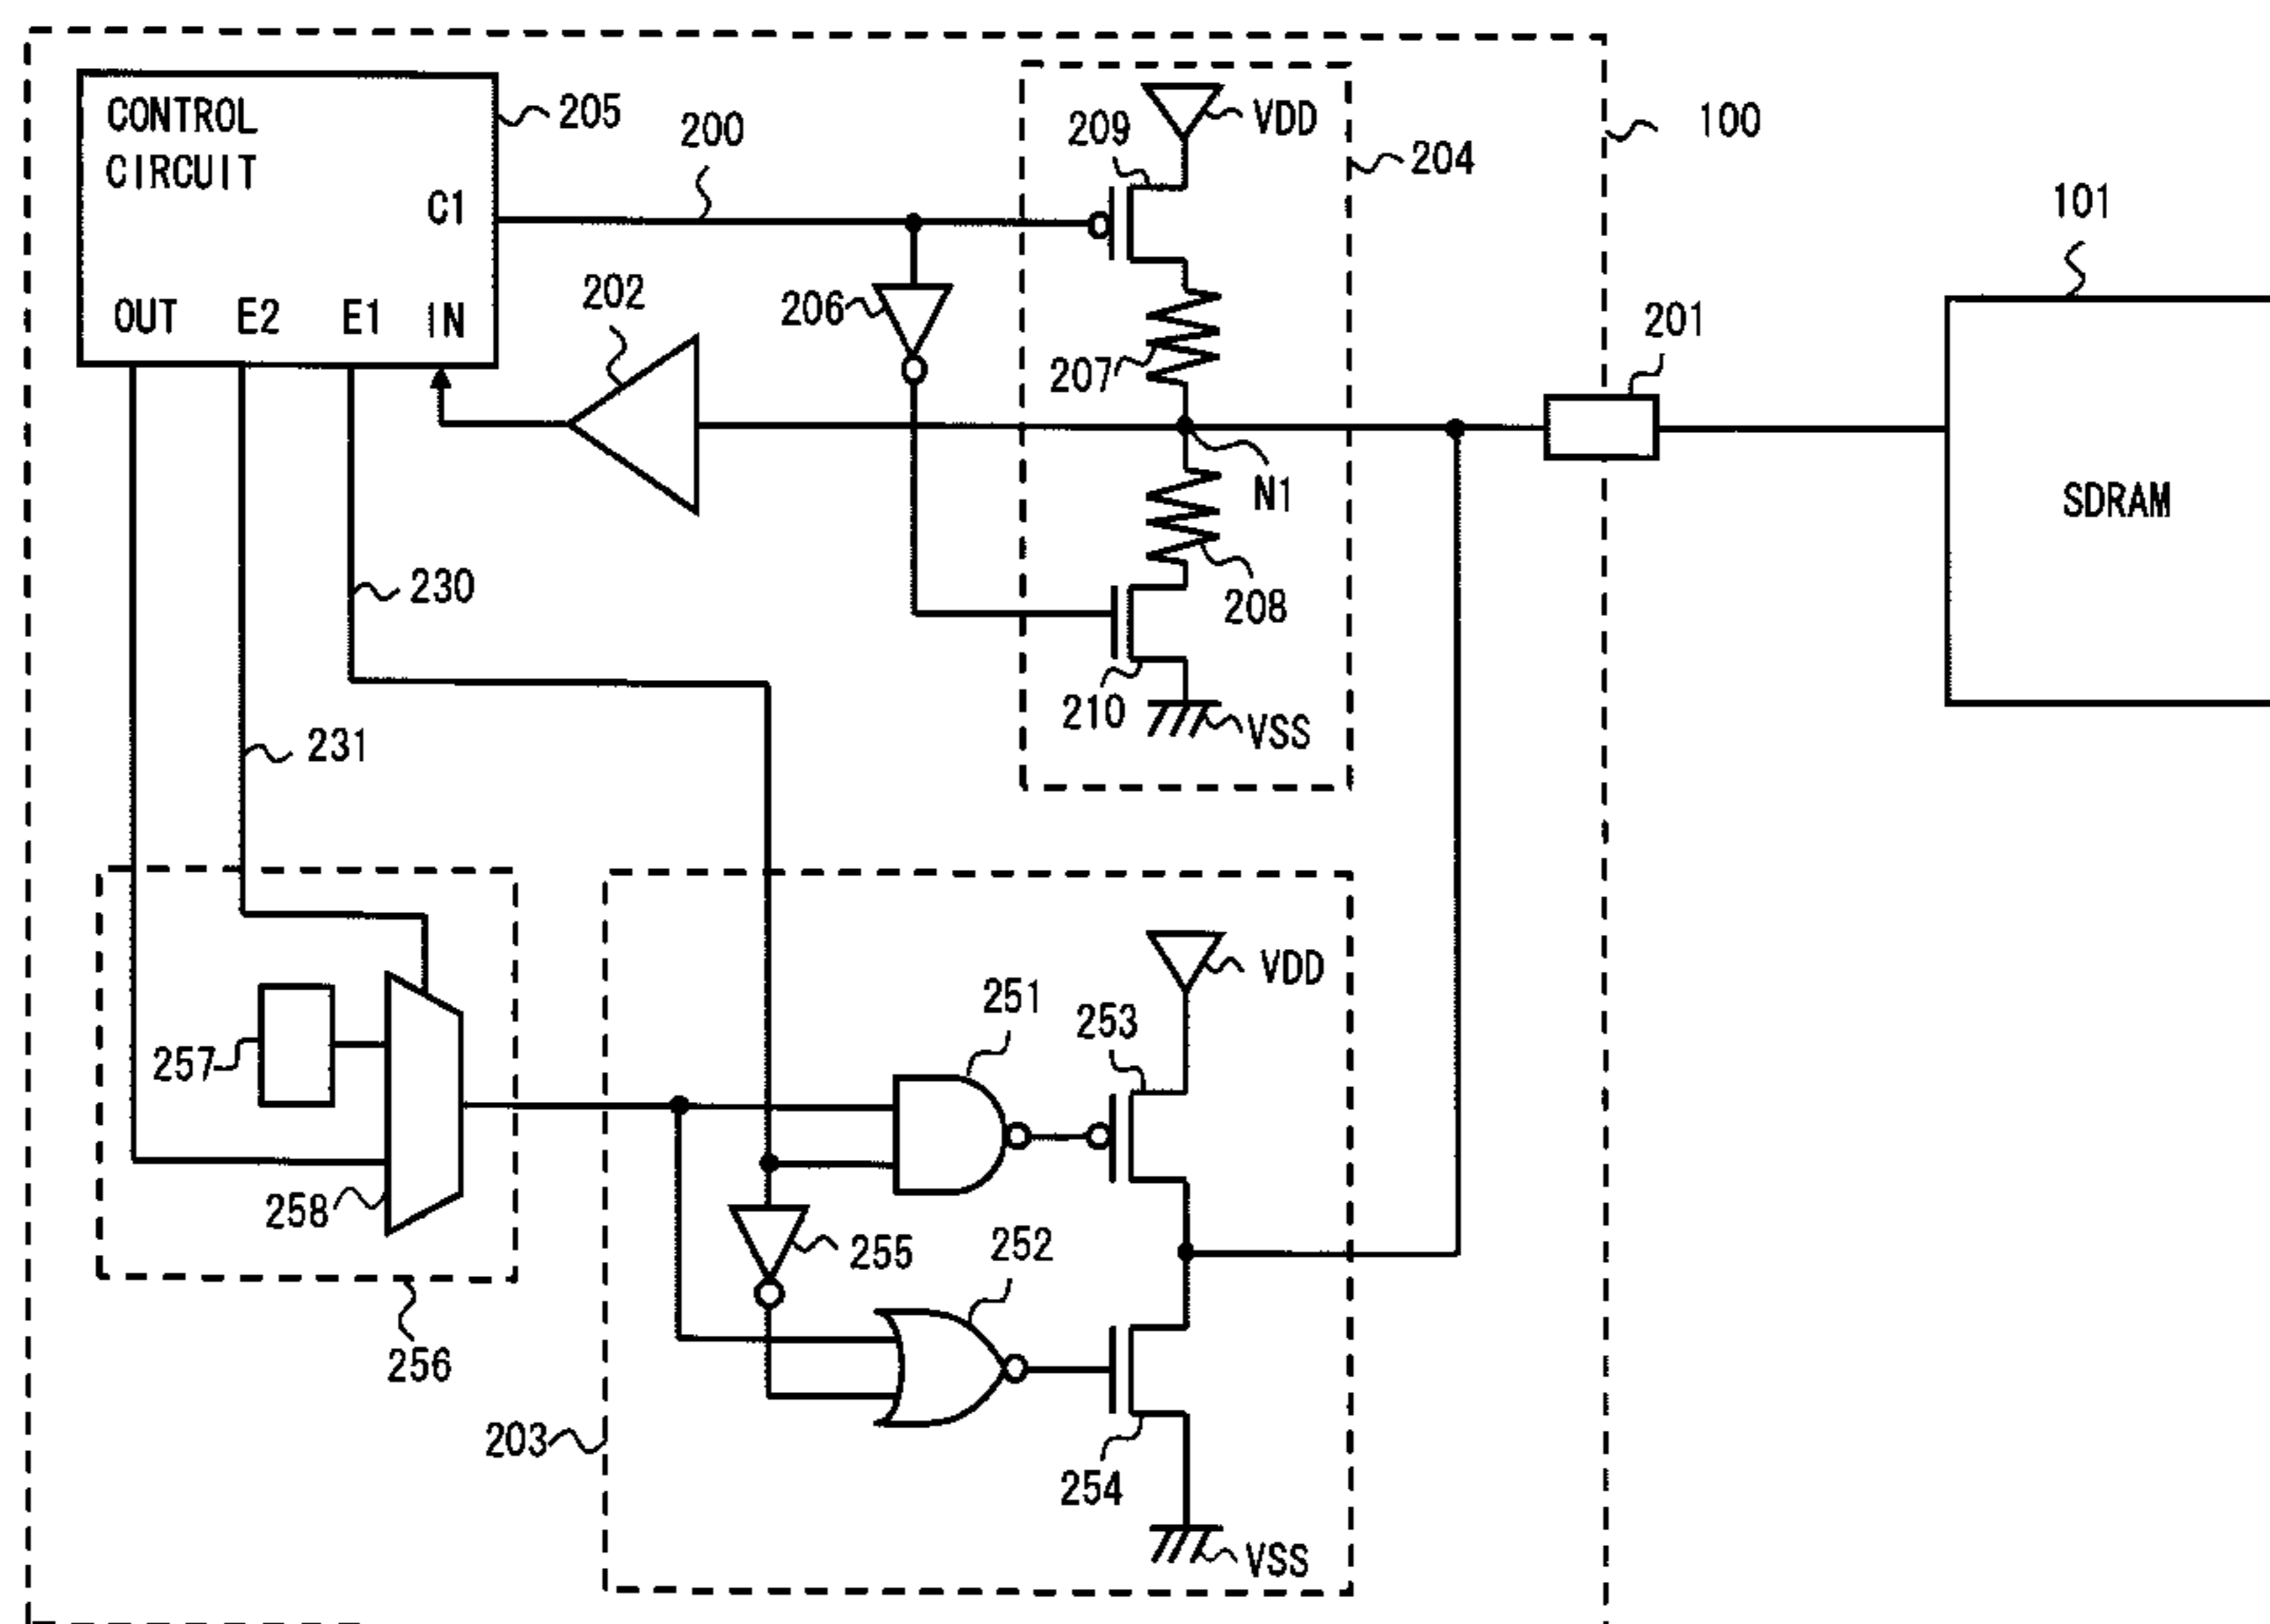 CONTROL
CIRCUIT
205
200
209
VDD
204
100
C1
101
OUT
E2
E1
IN
202
206
207
201
N1
SDRAM
230
208
210
VSS
231
VDD
251
253
257
258
255
252
256
203
254
VSS